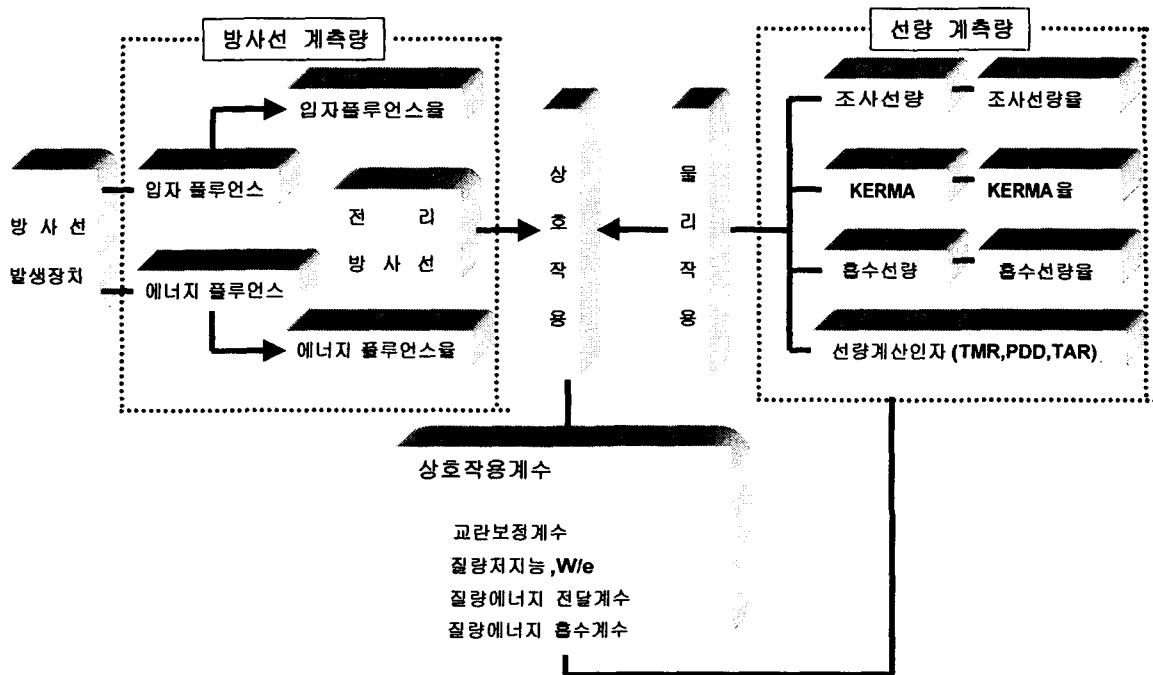 방사선 계측량
선량 계측량
입자플루언스율
입자 플루언스
방 사 선
발생장치
전 리
방 사 선
에너지 플루언스
에너지 플루언스율
상
호
작
용
물
리
작
용
조사선량
조사선량율
KERMA
KERMA율
흡수선량
흡수선량율
선량계산인자(TMR,PDD,TAR)
상호작용계수
교란보정계수
질량저지능,W/e
질량에너지 전달계수
질량에너지 흡수계수